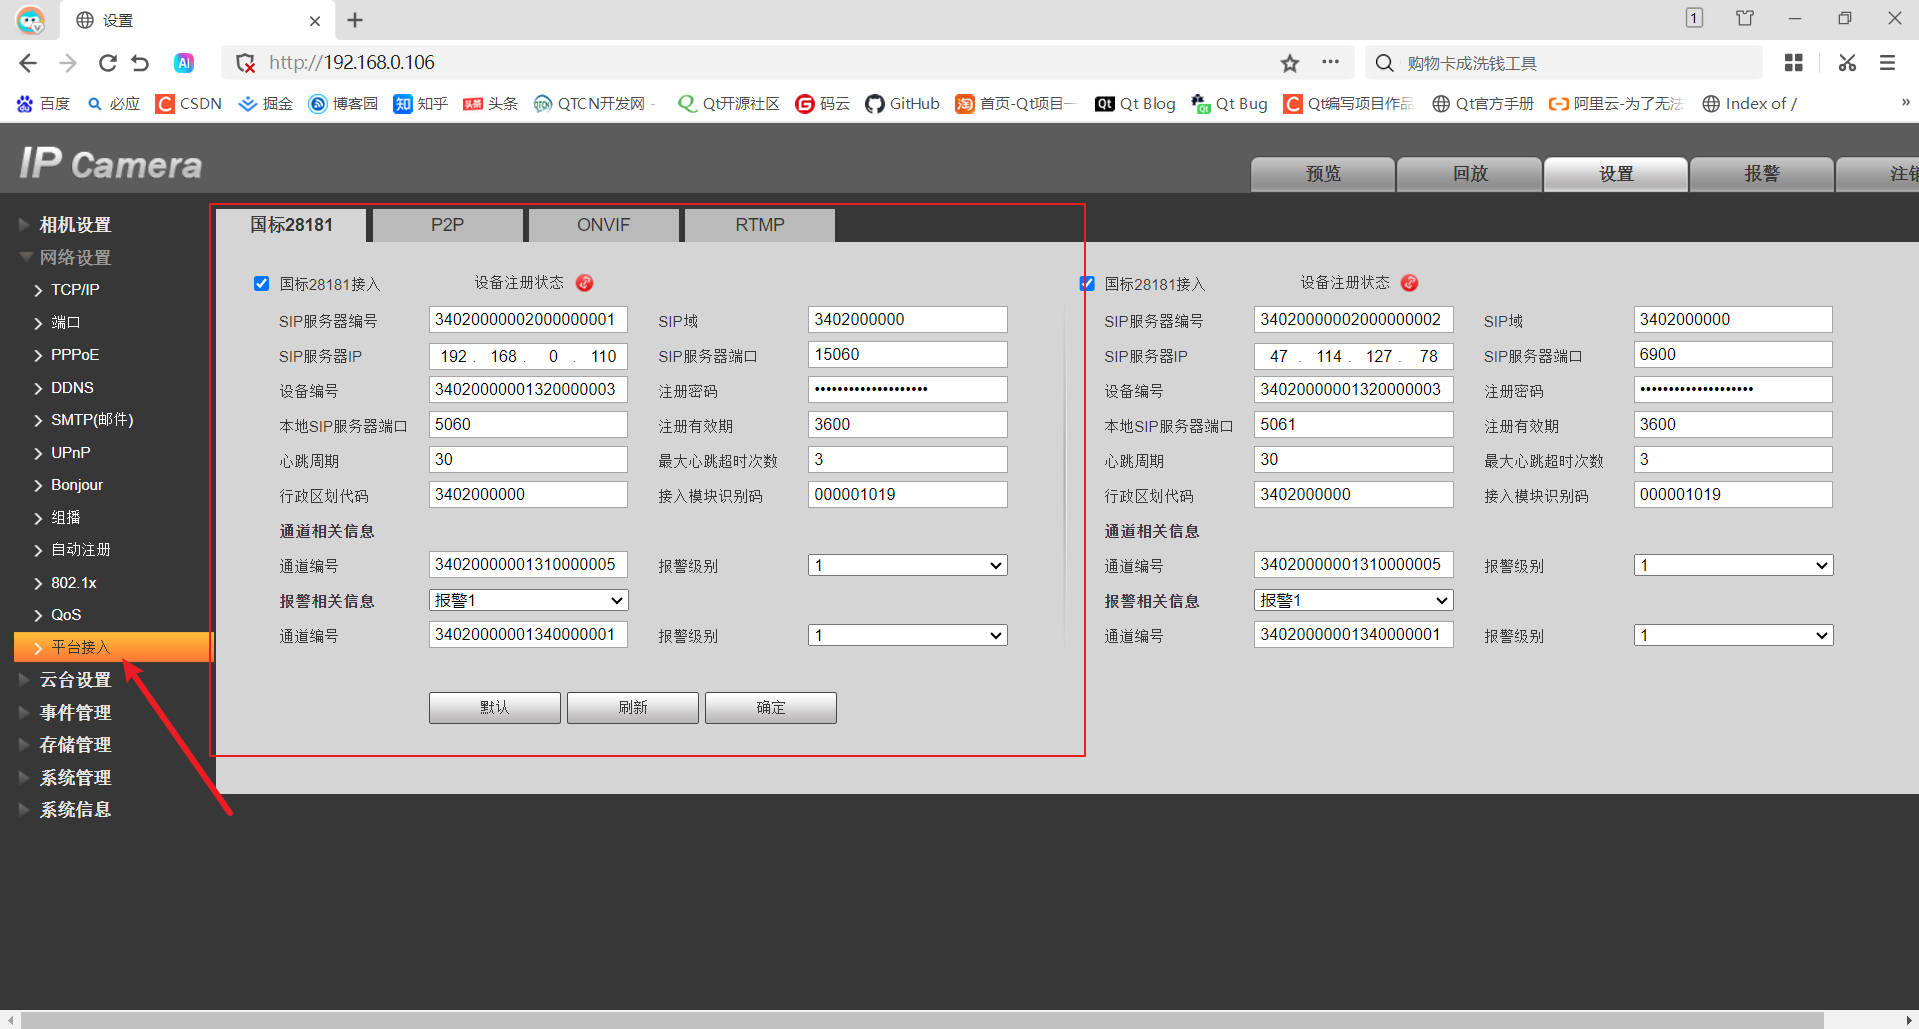 设置
1
AI
http://192.168.0.106
购物卡成洗钱工具
百度 必应 CSDN 掘金 博客园 知乎 头条 QTCN开发网 - Qt开源社区 码云 GitHub 首页-Qt项目一 Qt Blog Qt Bug Qt编写项目作品 Qt官方手册 阿里云-为了无法 Index of / »
IP Camera
预览 回放 设置 报警 注销
相机设置
网络设置
TCP/IP
端口
PPPoE
DDNS
SMTP(邮件)
UPnP
Bonjour
组播
自动注册
802.1x
QoS
平台接入
云台设置
事件管理
存储管理
系统管理
系统信息
国标28181 P2P ONVIF RTMP
国标28181接入 设备注册状态
SIP服务器编号 34020000002000000001 SIP域 3402000000
SIP服务器IP 192 . 168 . 0 . 110 SIP服务器端口 15060
设备编号 34020000001320000003 注册密码 ••••••••••••••••••••
本地SIP服务器端口 5060 注册有效期 3600
心跳周期 30 最大心跳超时次数 3
行政区划代码 3402000000 接入模块识别码 000001019
通道相关信息
通道编号 34020000001310000005 报警级别 1
报警相关信息 报警1
通道编号 34020000001340000001 报警级别 1
默认 刷新 确定
国标28181接入 设备注册状态
SIP服务器编号 34020000002000000002 SIP域 3402000000
SIP服务器IP 47 . 114 . 127 . 78 SIP服务器端口 6900
设备编号 34020000001320000003 注册密码 ••••••••••••••••••••
本地SIP服务器端口 5061 注册有效期 3600
心跳周期 30 最大心跳超时次数 3
行政区划代码 3402000000 接入模块识别码 000001019
通道相关信息
通道编号 34020000001310000005 报警级别 1
报警相关信息 报警1
通道编号 34020000001340000001 报警级别 1